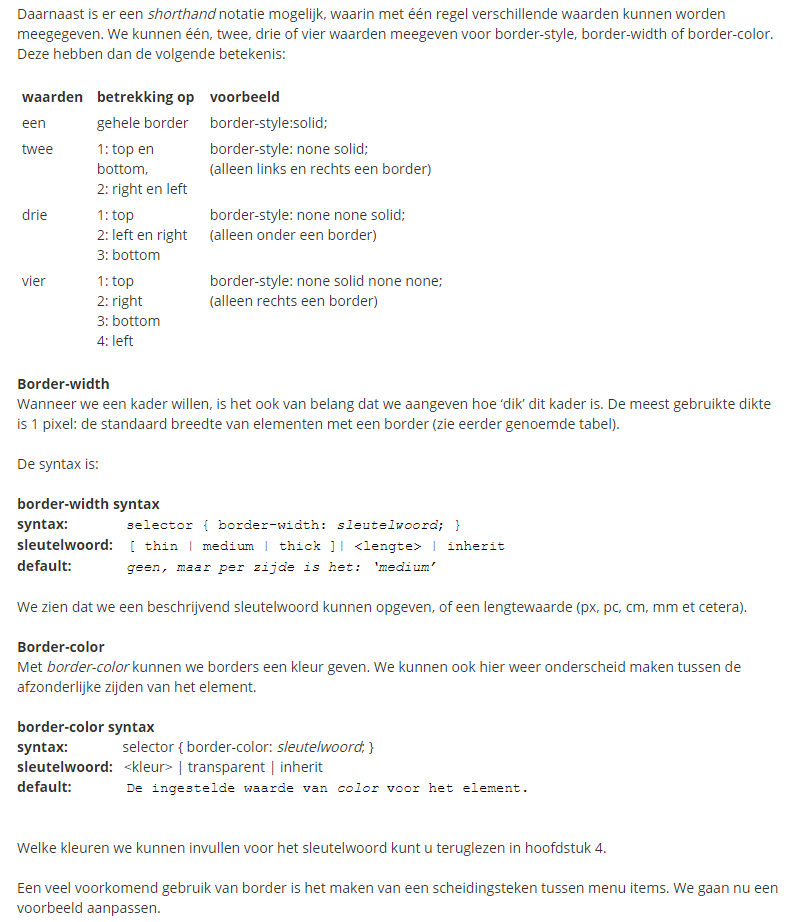 Daarnaast is er een shorthand notatie mogelijk, waarin met één regel verschillende waarden kunnen worden
meegegeven. We kunnen één, twee, drie of vier waarden meegeven voor border-style, border-width of border-color.
Deze hebben dan de volgende betekenis:
waarden betrekking op voorbeeld
een gehele border border-style:solid;
twee 1: top en border-style: none solid;
bottom, (alleen links en rechts een border)
2: right en left
drie 1: top border-style: none none solid;
2: left en right (alleen onder een border)
3: bottom
vier 1: top border-style: none solid none none;
2: right (alleen rechts een border)
3: bottom
4: left
Border-width
Wanneer we een kader willen, is het ook van belang dat we aangeven hoe ‘dik’ dit kader is. De meest gebruikte dikte
is 1 pixel: de standaard breedte van elementen met een border (zie eerder genoemde tabel).
De syntax is:
border-width syntax
syntax: selector { border-width: sleutelwoord; }
sleutelwoord: [ thin | medium | thick ]| <lengte> | inherit
default: geen, maar per zijde is het: ‘medium’
We zien dat we een beschrijvend sleutelwoord kunnen opgeven, of een lengtewaarde (px, pc, cm, mm et cetera).
Border-color
Met border-color kunnen we borders een kleur geven. We kunnen ook hier weer onderscheid maken tussen de
afzonderlijke zijden van het element.
border-color syntax
syntax: selector { border-color: sleutelwoord; }
sleutelwoord: <kleur> | transparent | inherit
default: De ingestelde waarde van color voor het element.
Welke kleuren we kunnen invullen voor het sleutelwoord kunt u teruglezen in hoofdstuk 4.
Een veel voorkomend gebruik van border is het maken van een scheidingsteken tussen menu items. We gaan nu een
voorbeeld aanpassen.